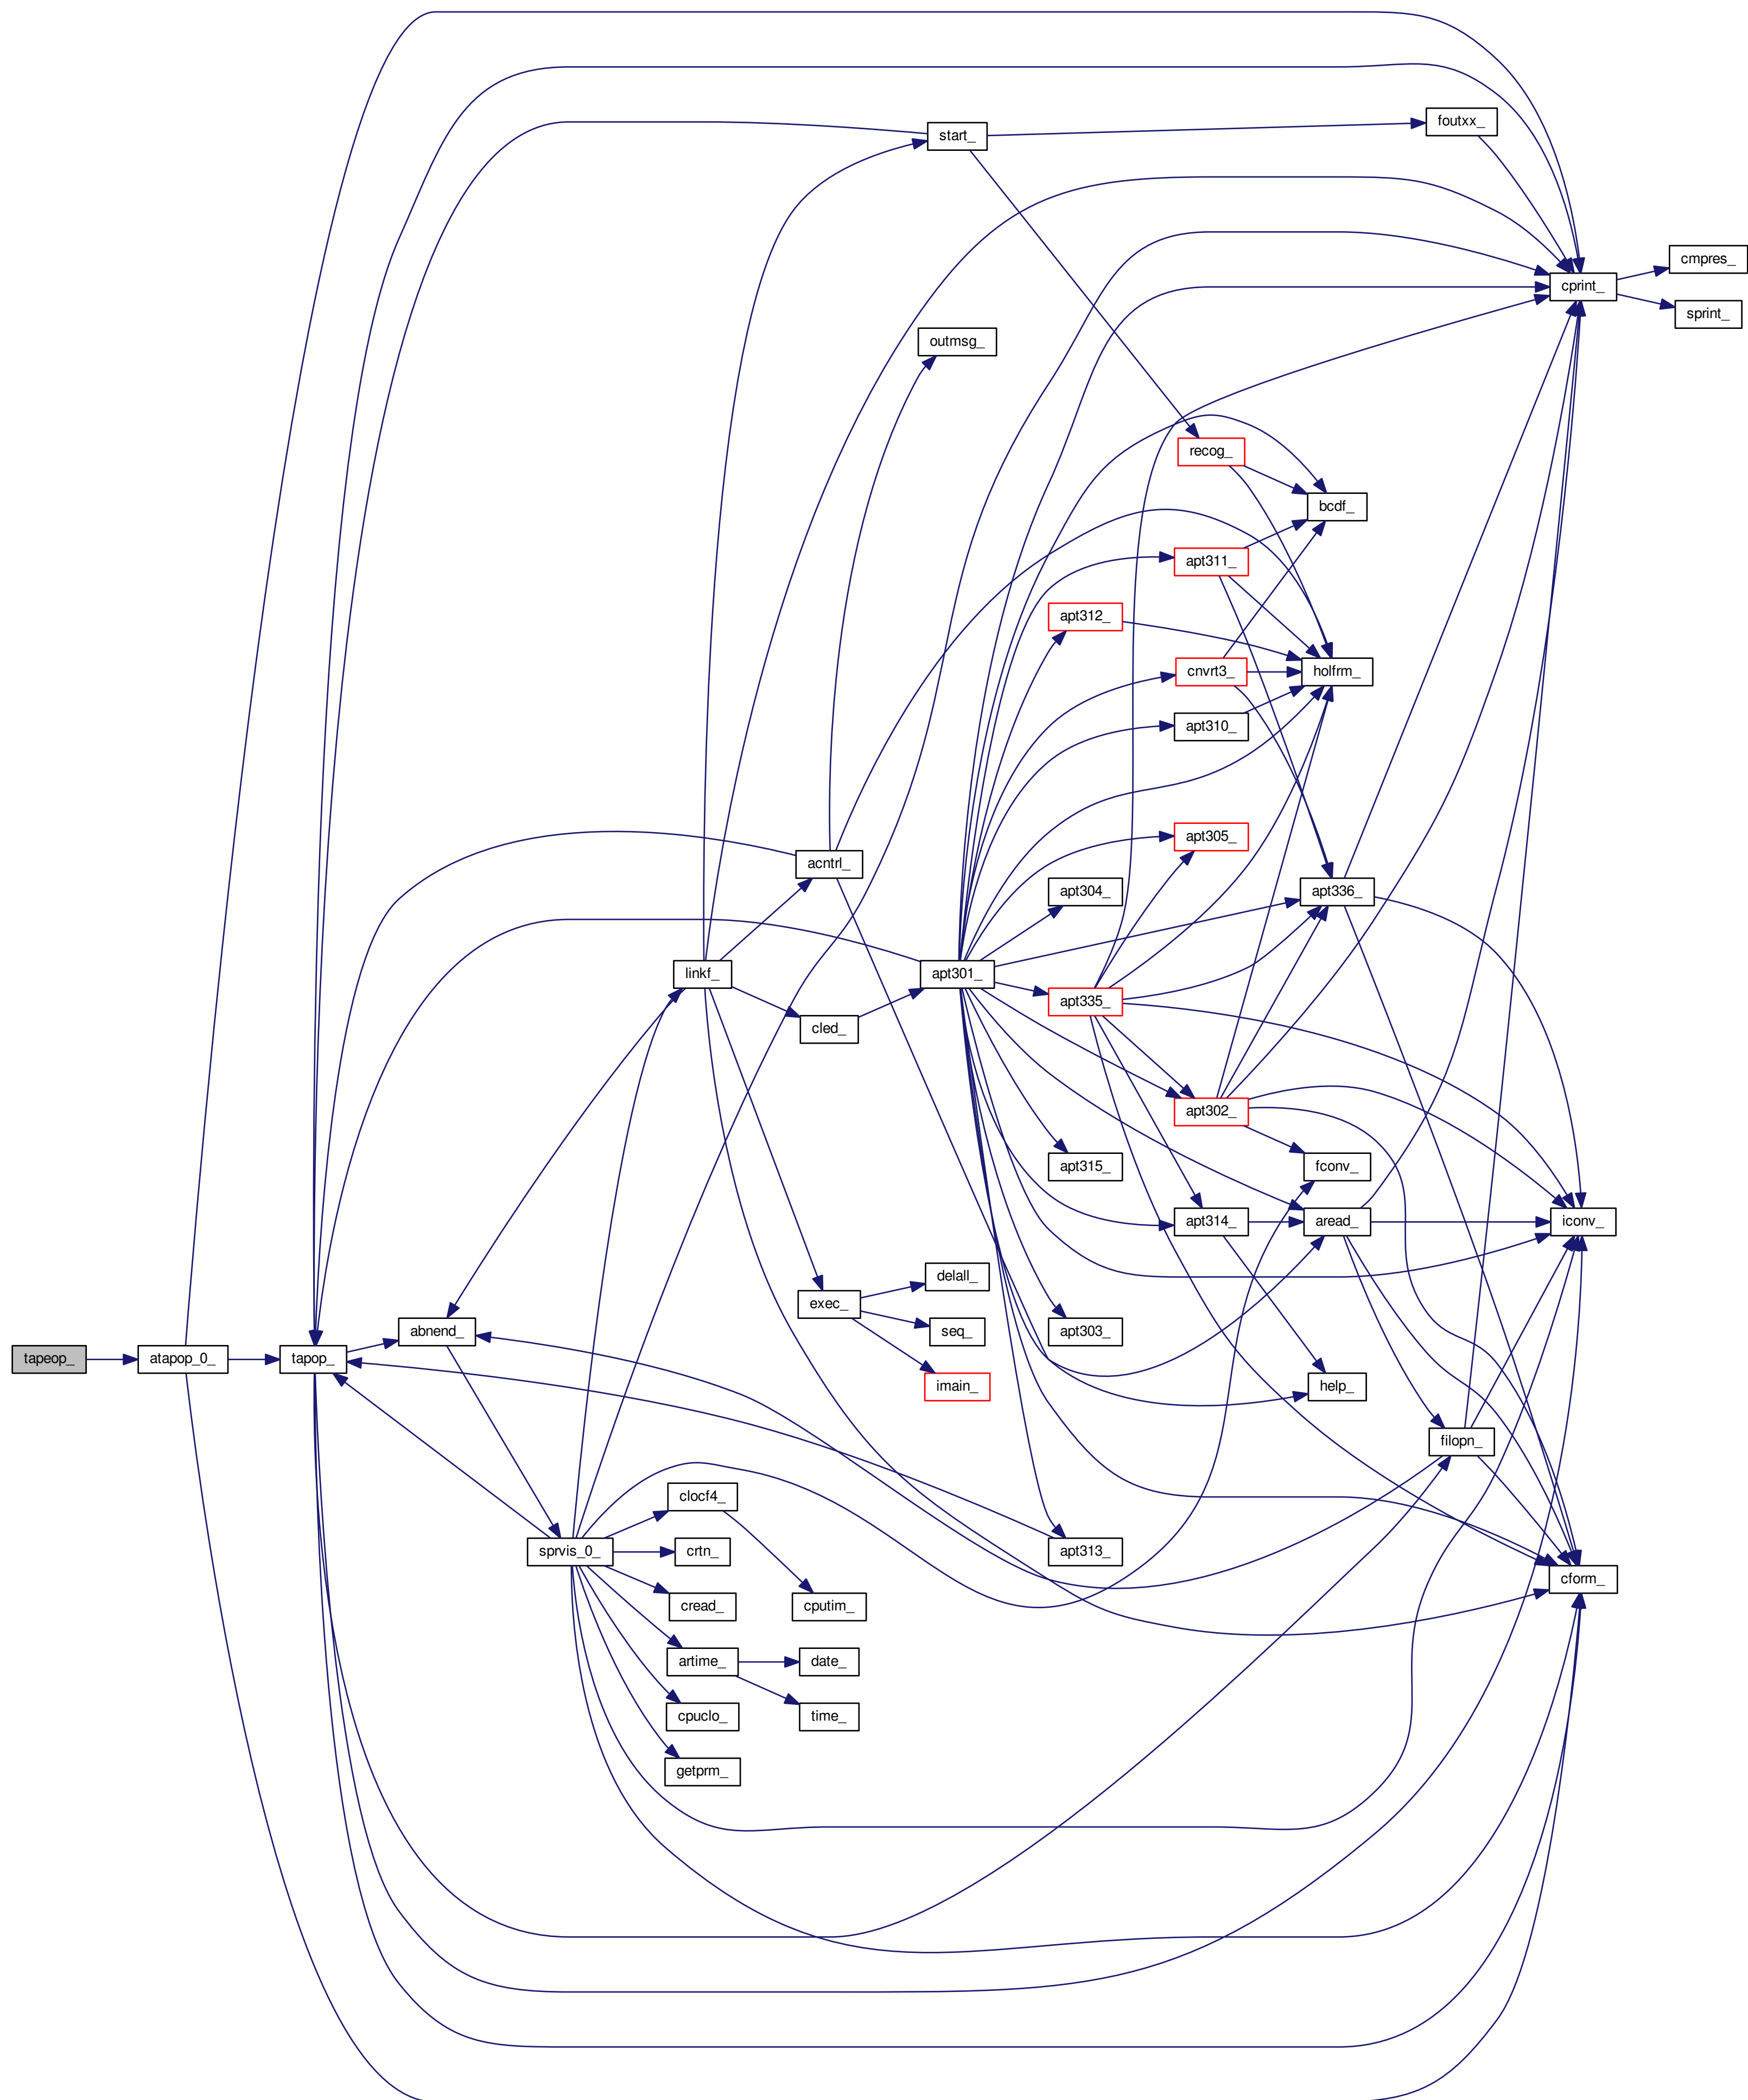 foutxx_
start_
cmpres_
cprint_
sprint_
outmsg_
recog_
bcdf_
apt311_
apt312_
cnvrt3_
holfrm_
apt310_
apt305_
acntrl_
apt304_
apt336_
linkf_
apt301_
apt335_
cled_
apt302_
apt315_
fconv_
apt314_
aread_
iconv_
delall_
exec_
abnend_
seq_
apt303_
tapeop_
atapop_0_
tapop_
imain_
help_
filopn_
clocf4_
sprvis_0_
crtn_
apt313_
cform_
cread_
cputim_
artime_
date_
cpuclo_
time_
getprm_